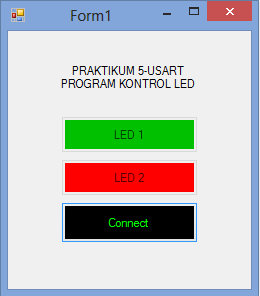 Form1
PRAKTIKUM 5-USART
PROGRAM KONTROL LED
LED 1
LED 2
Connect